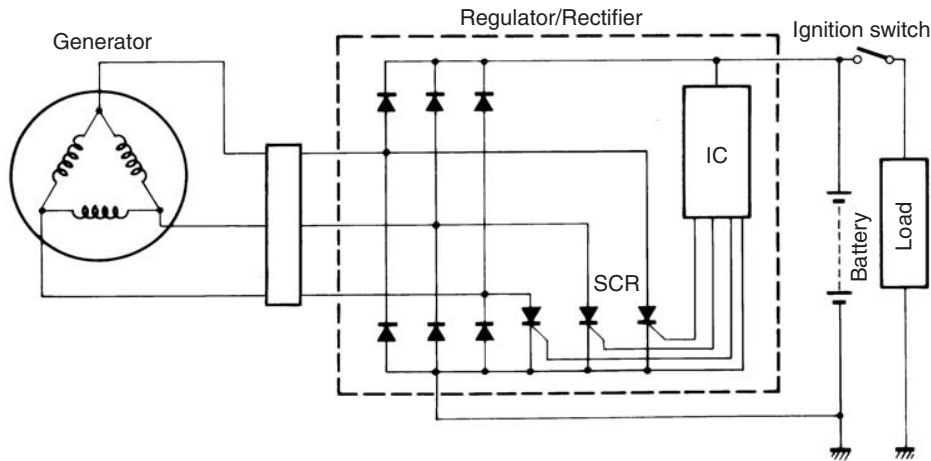 Regulator/Rectifier
Ignition switch
Generator
IC
SCR
Battery
Load